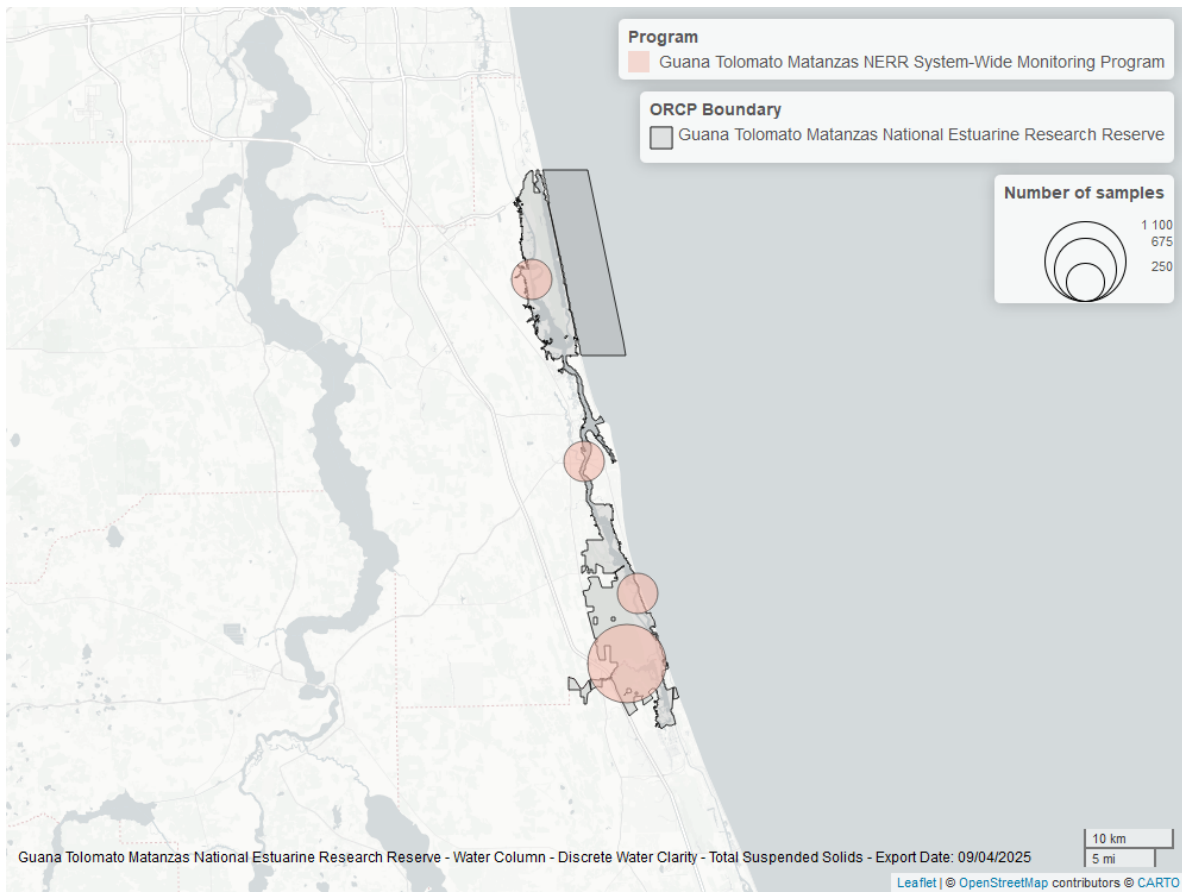 Program
Guana Tolomato Matanzas NERR System-Wide Monitoring Program
ORCP Boundary
Guana Tolomato Matanzas National Estuarine Research Reserve
Number of samples
1 100
675
250
10 km
5 mi
Guana Tolomato Matanzas National Estuarine Research Reserve - Water Column - Discrete Water Clarity - Total Suspended Solids - Export Date: 09/04/2025
Leaflet | © OpenStreetMap contributors © CARTO